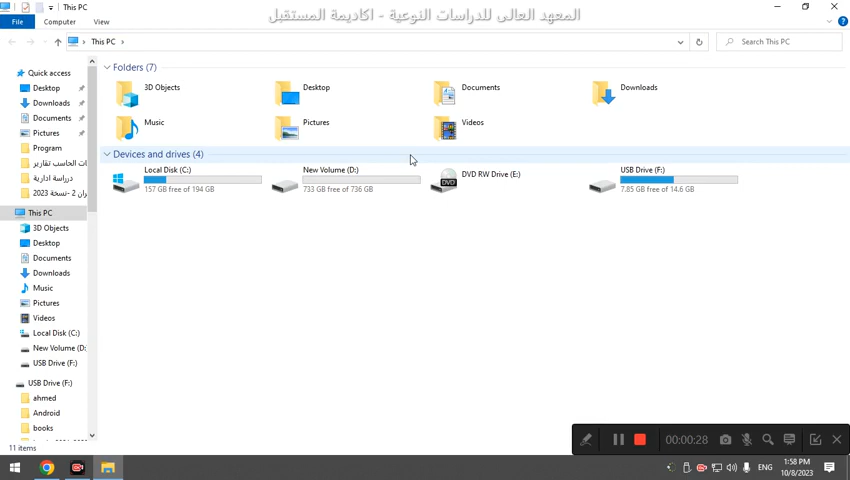 This PC
المعهد العالى للدراسات النوعية - اكاديمة المستقبل
File
Computer
View
This PC
Search This PC
Quick access
Desktop
Downloads
Documents
Pictures
Program
ات الحاسب تقارير
دراسة ادارية
ران 2 -نسخة 2023
This PC
3D Objects
Desktop
Documents
Downloads
Music
Pictures
Videos
Local Disk (C:)
New Volume (D:
USB Drive (F:)
USB Drive (F:)
ahmed
Android
books
Folders (7)
3D Objects
Desktop
Documents
Downloads
Music
Pictures
Videos
Devices and drives (4)
Local Disk (C:)
157 GB free of 194 GB
New Volume (D:)
733 GB free of 736 GB
DVD RW Drive (E:)
DVD
USB Drive (F:)
7.85 GB free of 14.6 GB
00:00:28
11 items
ENG
1:58 PM
10/8/2023